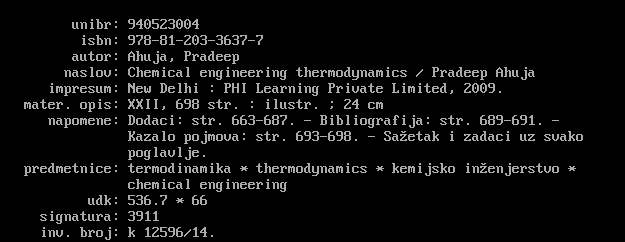 unibr: 940523004
isbn: 978-81-203-3637-7
autor: Ahuja, Pradeep
naslov: Chemical engineering thermodynamics / Pradeep Ahuja
impresum: New Delhi : PHI Learning Private Limited, 2009.
mater. opis: XXII, 698 str. : ilustr. ; 24 cm
napomene: Dodaci: str. 663-687. - Bibliografija: str. 689-691. -
Kazalo pojmova: str. 693-698. - Sažetak i zadaci uz svako
poglavlje.
predmetnice: termodinamika * thermodynamics * kemijsko inženjerstvo *
chemical engineering
udk: 536.7 * 66
signatura: 3911
inv. broj: k 12596/14.